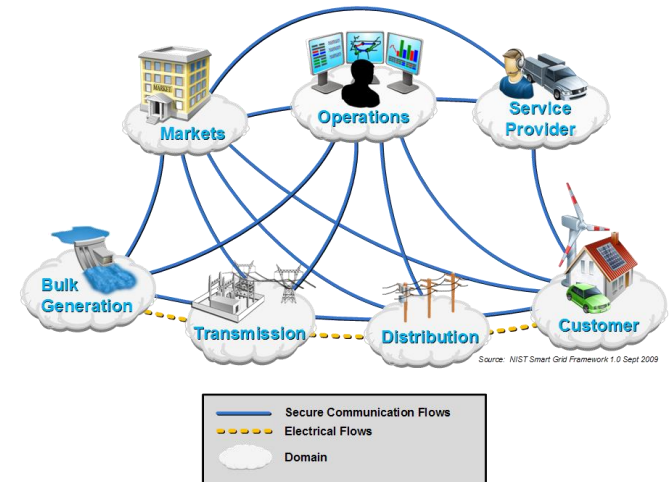 MARKET
Markets
Operations
Service
Provider
Bulk
Generation
Transmission
Distribution
Customer
Source: NIST Smart Grid Framework 1.0 Sept 2009
Secure Communication Flows
Electrical Flows
Domain